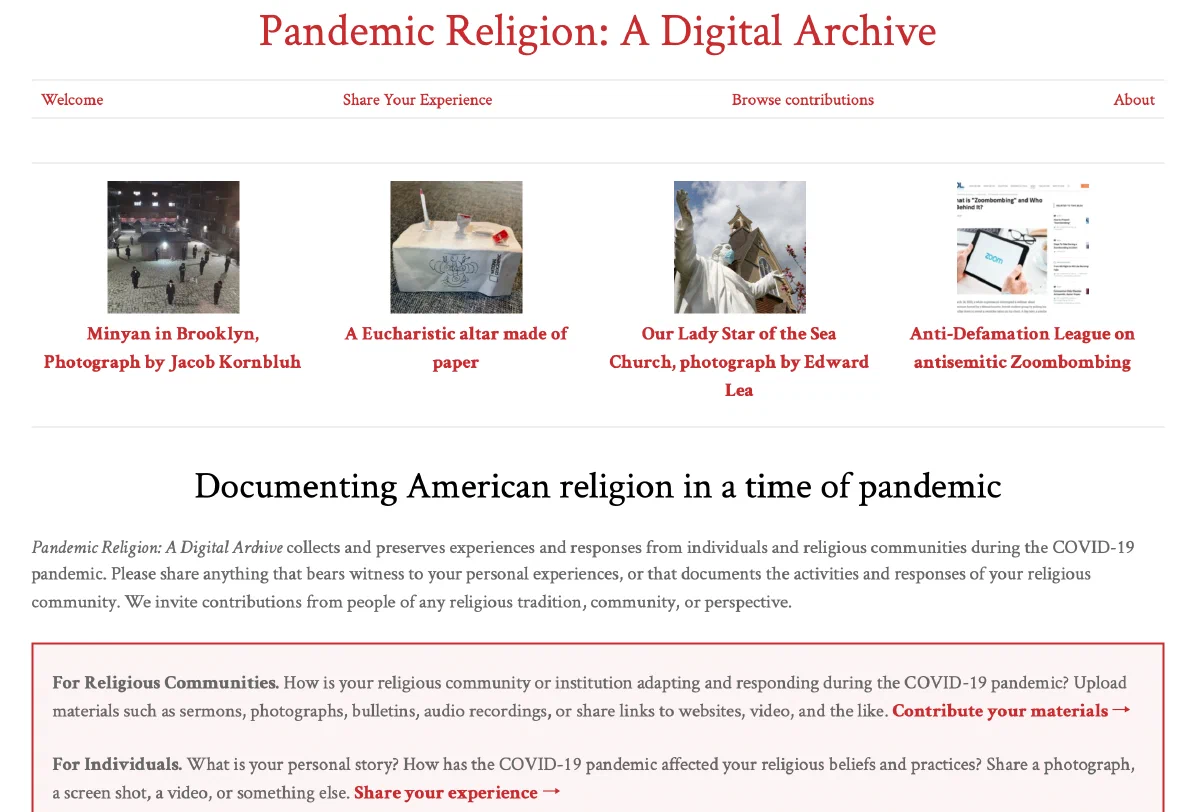 Pandemic Religion: A Digital Archive
Welcome
Share Your Experience
Browse contributions
About
Minyan in Brooklyn,
Photograph by Jacob Kornbluh
A Eucharistic altar made of
paper
Our Lady Star of the Sea
Church, photograph by Edward
Lea
hat is "Zoombombing" and Who
Behind It?
zoom
Anti-Defamation League on
antisemitic Zoombombing
Documenting American religion in a time of pandemic
Pandemic Religion: A Digital Archive collects and preserves experiences and responses from individuals and religious communities during the COVID-19
pandemic. Please share anything that bears witness to your personal experiences, or that documents the activities and responses of your religious
community. We invite contributions from people of any religious tradition, community, or perspective.
For Religious Communities. How is your religious community or institution adapting and responding during the COVID-19 pandemic? Upload
materials such as sermons, photographs, bulletins, audio recordings, or share links to websites, video, and the like. Contribute your materials →
For Individuals. What is your personal story? How has the COVID-19 pandemic affected your religious beliefs and practices? Share a photograph,
a screen shot, a video, or something else. Share your experience →